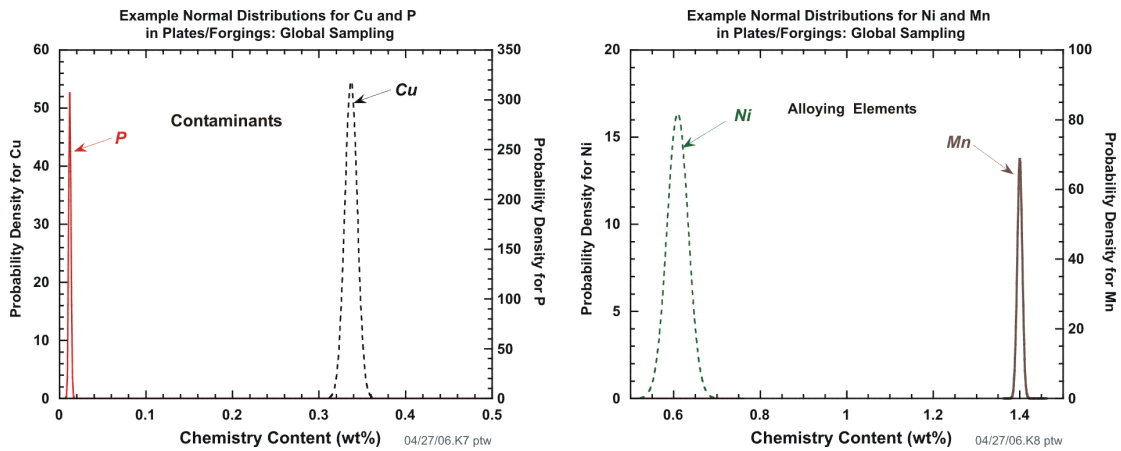 Example Normal Distributions for Cu and P
in Plates/Forgings: Global Sampling
60
50
40
30
20
10
0
Probability Density for Cu
350
300
250
200
150
100
50
0
Probability Density for P
P
Contaminants
Cu
0
0.1
0.2
0.3
0.4
0.5
Chemistry Content (wt%)
04/27/06.K7 ptw
Example Normal Distributions for Ni and Mn
in Plates/Forgings: Global Sampling
20
15
10
5
0
Probability Density for Ni
100
80
60
40
20
0
Probability Density for Mn
Ni
Alloying Elements
Mn
0.6
0.8
1
1.2
1.4
Chemistry Content (wt%)
04/27/06.K8 ptw